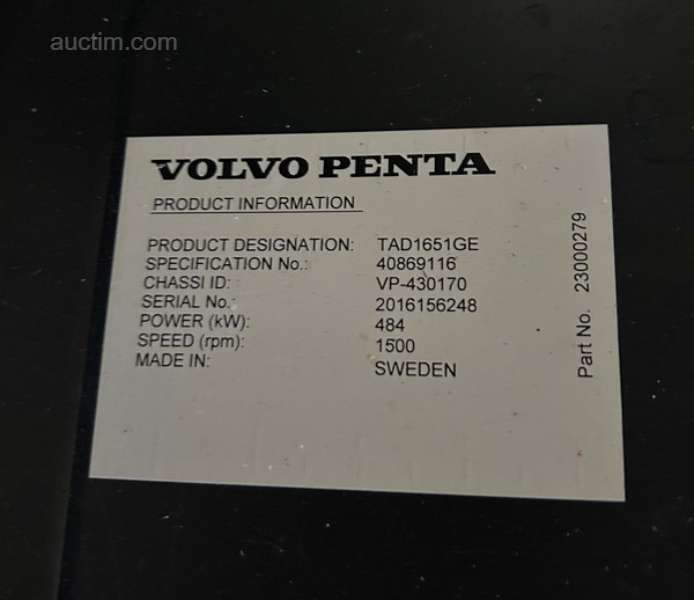 auctim.com
VOLVO PENTA
PRODUCT INFORMATION
PRODUCT DESIGNATION: TAD1651GE
SPECIFICATION No.: 40869116
CHASSI ID: VP-430170
SERIAL No.: 2016156248
POWER (kW): 484
SPEED (rpm): 1500
MADE IN: SWEDEN
Part No. 23000279